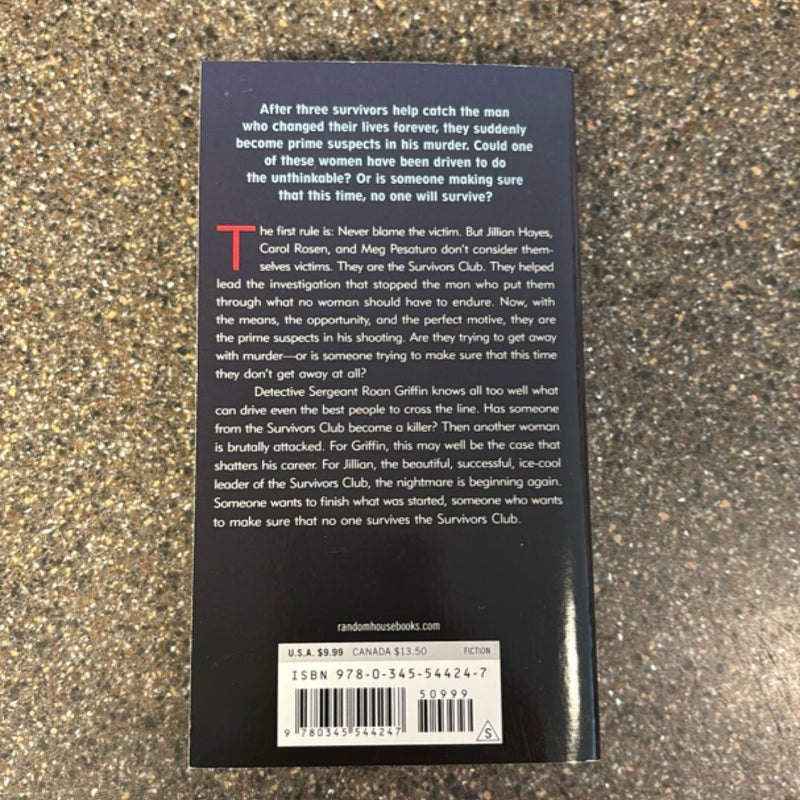 After three survivors help catch the man
who changed their lives forever, they suddenly
become prime suspects in his murder. Could one
of these women have been driven to do
the unthinkable? Or is someone making sure
that this time, no one will survive?
The first rule is: Never blame the victim. But Jillian Hayes,
Carol Rosen, and Meg Pesaturo don't consider them-
selves victims. They are the Survivors Club. They helped
lead the investigation that stopped the man who put them
through what no woman should have to endure. Now, with
the means, the opportunity, and the perfect motive, they are
the prime suspects in his shooting. Are they trying to get away
with murder—or is someone trying to make sure that this time
they don't get away at all?
Detective Sergeant Roan Griffin knows all too well what
can drive even the best people to cross the line. Has someone
from the Survivors Club become a killer? Then another woman
is brutally attacked. For Griffin, this may well be the case that
shatters his career. For Jillian, the beautiful, successful, ice-cool
leader of the Survivors Club, the nightmare is beginning again.
Someone wants to finish what was started, someone who wants
to make sure that no one survives the Survivors Club.
randomhousebooks.com
U.S.A. $9.99 CANADA $13.50 FICTION
ISBN 978-0-345-54424-7
50999
9 780345 544247
S